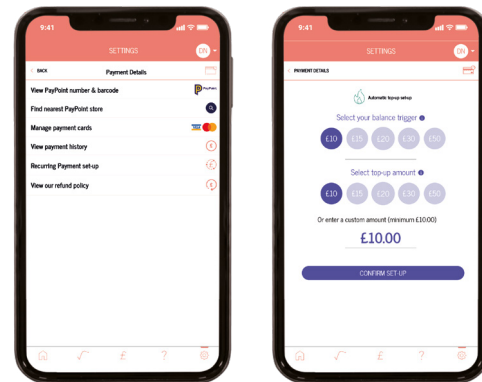 9:41
SETTINGS
DN
BACK
Payment Details
View PayPoint number & barcode
PayPoint
Find nearest PayPoint store
Manage payment cards
VISA
View payment history
£
Recurring Payment set-up
£
View our refund policy
£
£
?
9:41
SETTINGS
DN
PAYMENT DETAILS
Automatic top-up setup
Select your balance trigger
£10 £15 £20 £30 £50
Select top-up amount
£10 £15 £20 £30 £50
Or enter a custom amount (minimum £10.00)
£10.00
CONFIRM SET-UP
£
?